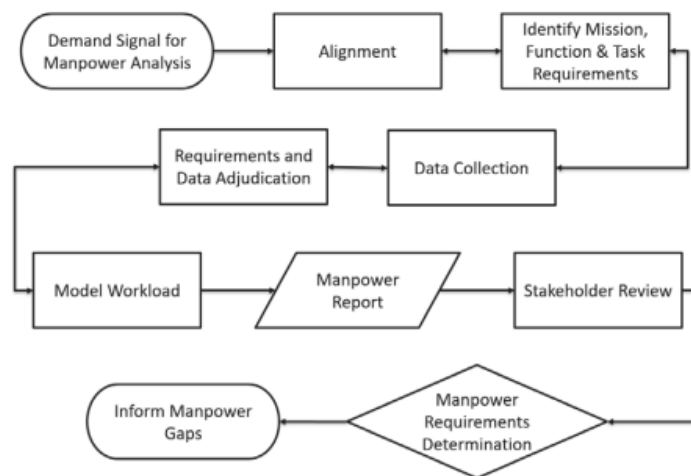 Demand Signal for
Manpower Analysis
Alignment
Identify Mission,
Function & Task
Requirements
Requirements and
Data Adjudication
Data Collection
Model Workload
Manpower
Report
Stakeholder Review
Inform Manpower
Gaps
Manpower
Requirements
Determination